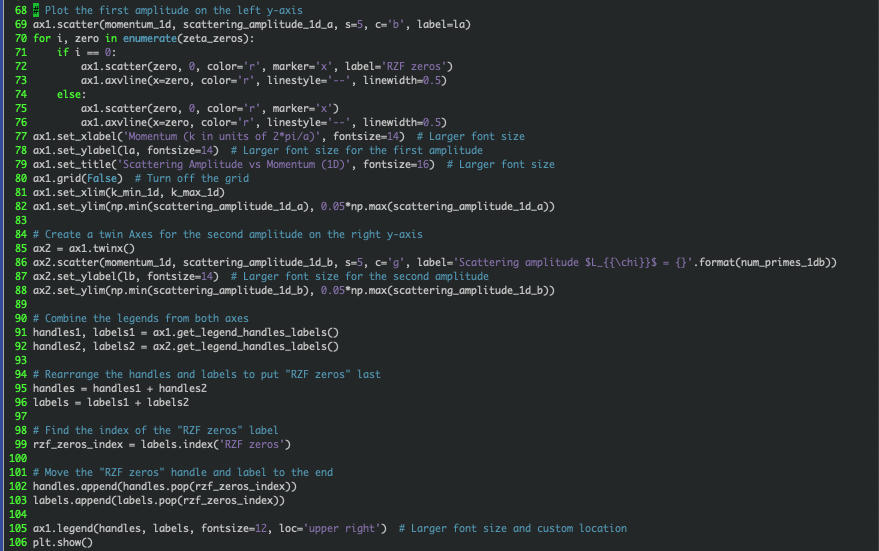 68 # Plot the first amplitude on the left y-axis
69 ax1.scatter(momentum_1d, scattering_amplitude_1d_a, s=5, c='b', label=la)
70 for i, zero in enumerate(zeta_zeros):
71     if i == 0:
72         ax1.scatter(zero, 0, color='r', marker='x', label='RZF zeros')
73         ax1.axvline(x=zero, color='r', linestyle='--', linewidth=0.5)
74     else:
75         ax1.scatter(zero, 0, color='r', marker='x')
76         ax1.axvline(x=zero, color='r', linestyle='--', linewidth=0.5)
77 ax1.set_xlabel('Momentum (k in units of 2*pi/a)', fontsize=14)  # Larger font size
78 ax1.set_ylabel(la, fontsize=14)  # Larger font size for the first amplitude
79 ax1.set_title('Scattering Amplitude vs Momentum (1D)', fontsize=16)  # Larger font size
80 ax1.grid(False)  # Turn off the grid
81 ax1.set_xlim(k_min_1d, k_max_1d)
82 ax1.set_ylim(np.min(scattering_amplitude_1d_a), 0.05*np.max(scattering_amplitude_1d_a))
83
84 # Create a twin Axes for the second amplitude on the right y-axis
85 ax2 = ax1.twinx()
86 ax2.scatter(momentum_1d, scattering_amplitude_1d_b, s=5, c='g', label='Scattering amplitude $L_{{\chi}}$ = {}'.format(num_primes_1db))
87 ax2.set_ylabel(lb, fontsize=14)  # Larger font size for the second amplitude
88 ax2.set_ylim(np.min(scattering_amplitude_1d_b), 0.05*np.max(scattering_amplitude_1d_b))
89
90 # Combine the legends from both axes
91 handles1, labels1 = ax1.get_legend_handles_labels()
92 handles2, labels2 = ax2.get_legend_handles_labels()
93
94 # Rearrange the handles and labels to put "RZF zeros" last
95 handles = handles1 + handles2
96 labels = labels1 + labels2
97
98 # Find the index of the "RZF zeros" label
99 rzf_zeros_index = labels.index('RZF zeros')
100
101 # Move the "RZF zeros" handle and label to the end
102 handles.append(handles.pop(rzf_zeros_index))
103 labels.append(labels.pop(rzf_zeros_index))
104
105 ax1.legend(handles, labels, fontsize=12, loc='upper right')  # Larger font size and custom location
106 plt.show()